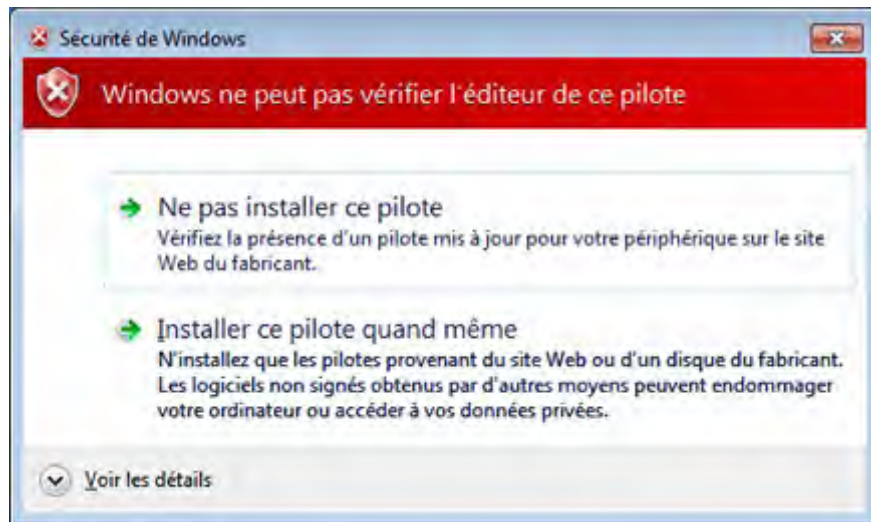 Sécurité de Windows
Windows ne peut pas vérifier l'éditeur de ce pilote
Ne pas installer ce pilote
Vérifiez la présence d'un pilote mis à jour pour votre périphérique sur le site
Web du fabricant.
Installer ce pilote quand même
N'installez que les pilotes provenant du site Web ou d'un disque du fabricant.
Les logiciels non signés obtenus par d'autres moyens peuvent endommager
votre ordinateur ou accéder à vos données privées.
Voir les détails